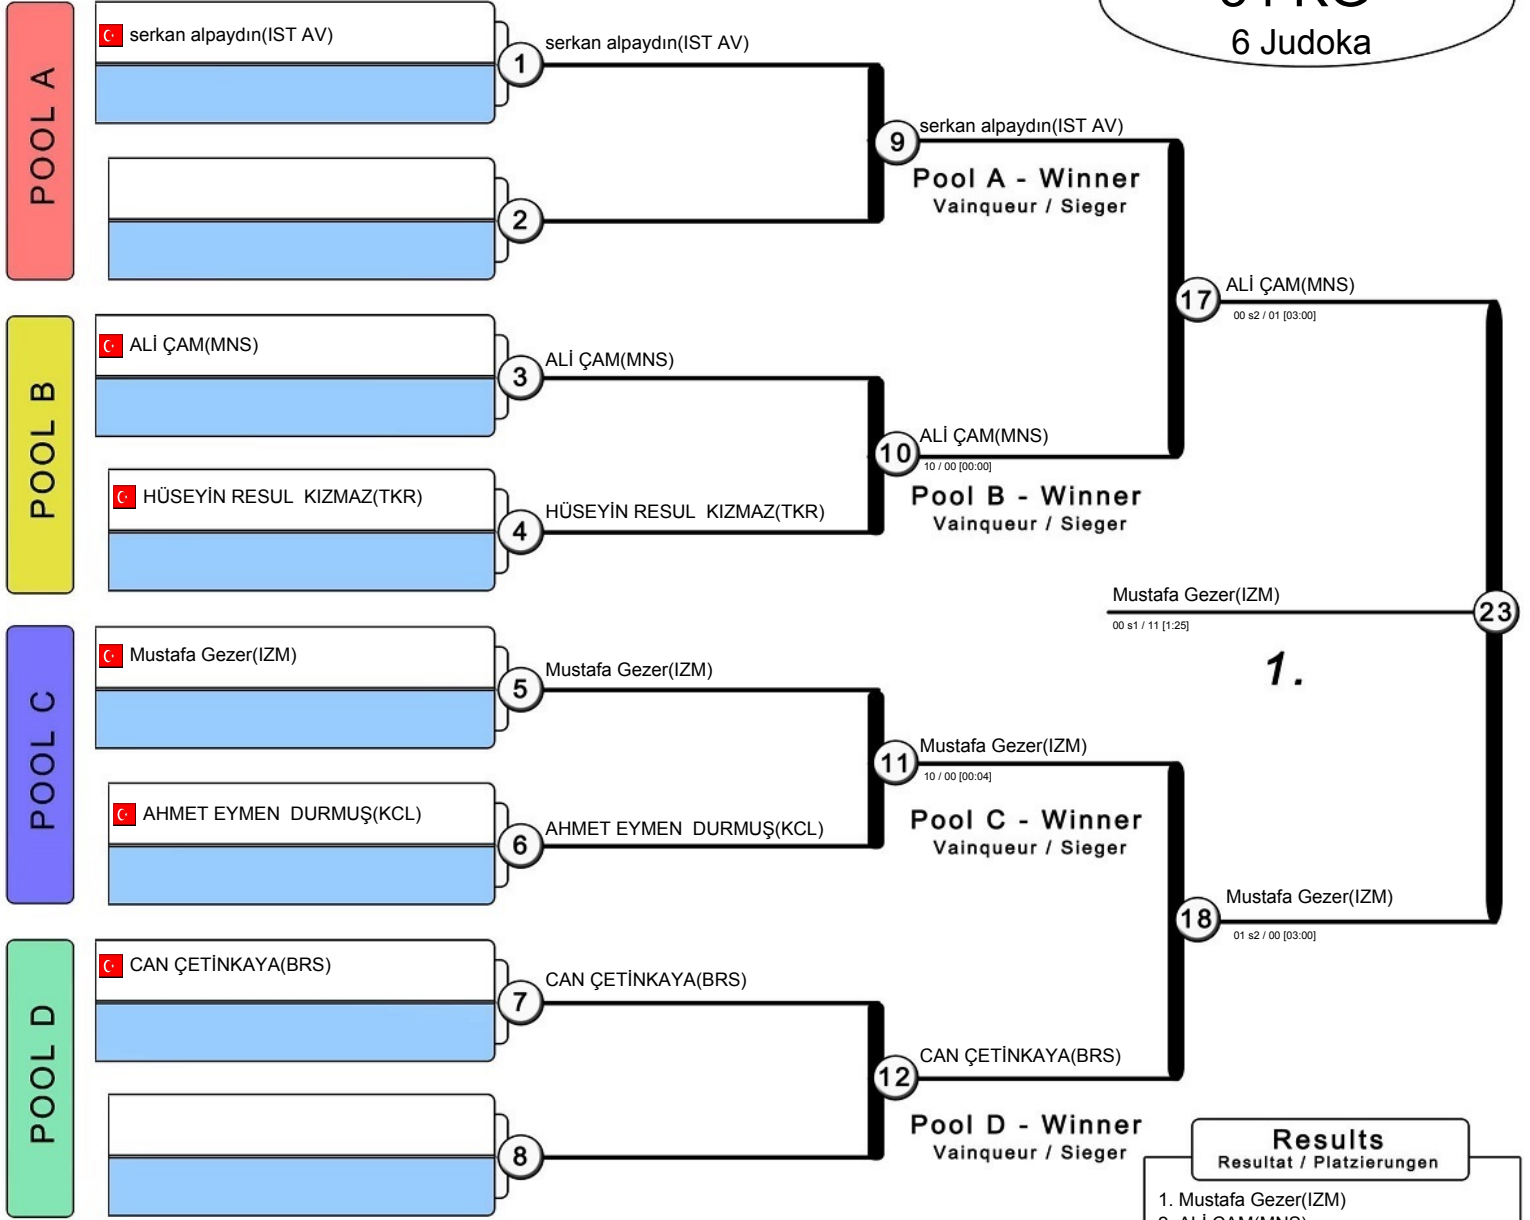 6 Judoka
POOL A
serkan alpaydın(IST AV)
1
serkan alpaydın(IST AV)
2
9
serkan alpaydın(IST AV)
Pool A - Winner
Vainqueur / Sieger
POOL B
ALİ ÇAM(MNS)
3
ALİ ÇAM(MNS)
HÜSEYİN RESUL  KIZMAZ(TKR)
4
HÜSEYİN RESUL  KIZMAZ(TKR)
10
ALİ ÇAM(MNS)
10 / 00 [00:00]
Pool B - Winner
Vainqueur / Sieger
17
ALİ ÇAM(MNS)
00 s2 / 01 [03:00]
POOL C
Mustafa Gezer(IZM)
5
Mustafa Gezer(IZM)
AHMET EYMEN  DURMUŞ(KCL)
6
AHMET EYMEN  DURMUŞ(KCL)
11
Mustafa Gezer(IZM)
10 / 00 [00:04]
Pool C - Winner
Vainqueur / Sieger
POOL D
CAN ÇETİNKAYA(BRS)
7
CAN ÇETİNKAYA(BRS)
8
12
CAN ÇETİNKAYA(BRS)
Pool D - Winner
Vainqueur / Sieger
18
Mustafa Gezer(IZM)
01 s2 / 00 [03:00]
Mustafa Gezer(IZM)
00 s1 / 11 [1:25]
23
1.
Results
Resultat / Platzierungen
1. Mustafa Gezer(IZM)
2. ALİ ÇAM(MNS)